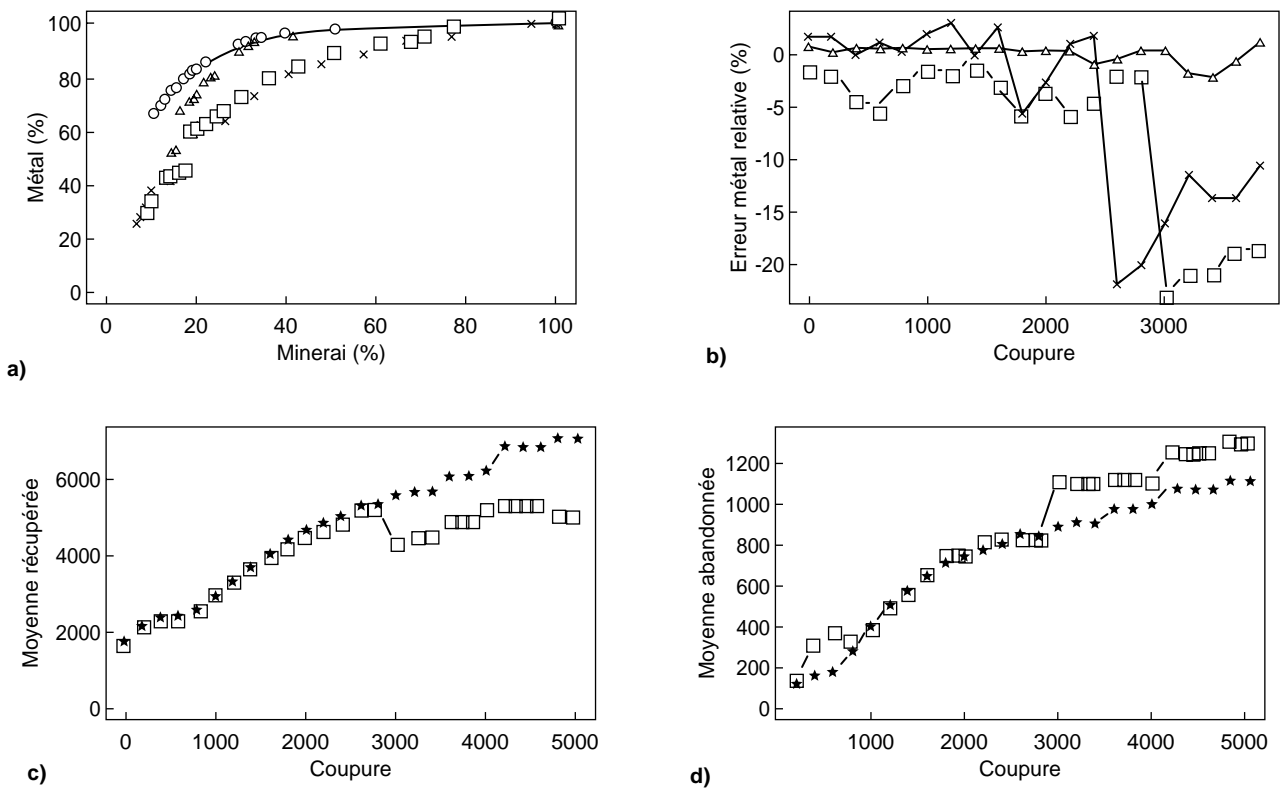 100
80
60
40
20
0
Métal (%)
0 20 40 60 80 100
Minerai (%)
a)
0
-5
-10
-15
-20
Erreur métal relative (%)
0 1000 2000 3000
Coupure
b)
6000
4000
2000
0
Moyenne récupérée
0 1000 2000 3000 4000 5000
Coupure
c)
1200
1000
800
600
400
200
0
Moyenne abandonnée
1000 2000 3000 4000 5000
Coupure
d)